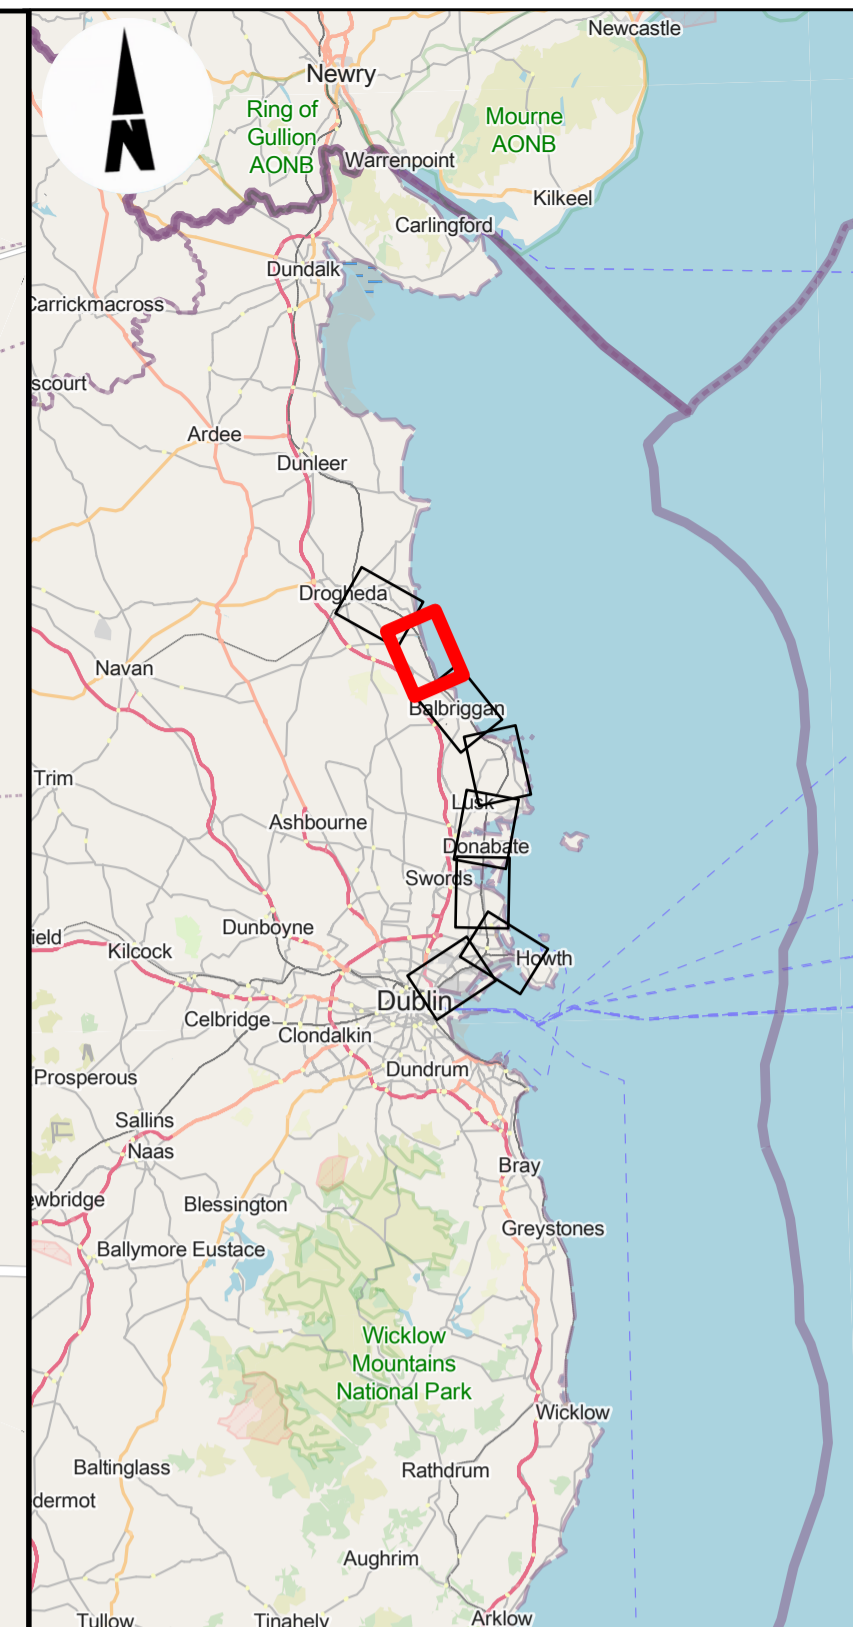 Newcastle
Newry
Ring of
Gullion
AONB
Mourne
AONB
N
Warrenpoint
Kilkeel
Carlingford
Dundalk
Carrickmacross
scourt
Ardee
Dunleer
Drogheda
Navan
Balbriggan
Trim
Lusk
Ashbourne
Donabate
Swords
Dunboyne
ield
Kilcock
Howth
Dublin
Celbridge
Clondalkin
Dundrum
Prosperous
Sallins
Naas
Bray
ewbridge
Blessington
Greystones
Ballymore Eustace
Wicklow
Mountains
National Park
Wicklow
Baltinglass
Rathdrum
dermot
Aughrim
Tullow
Tinahely
Arklow